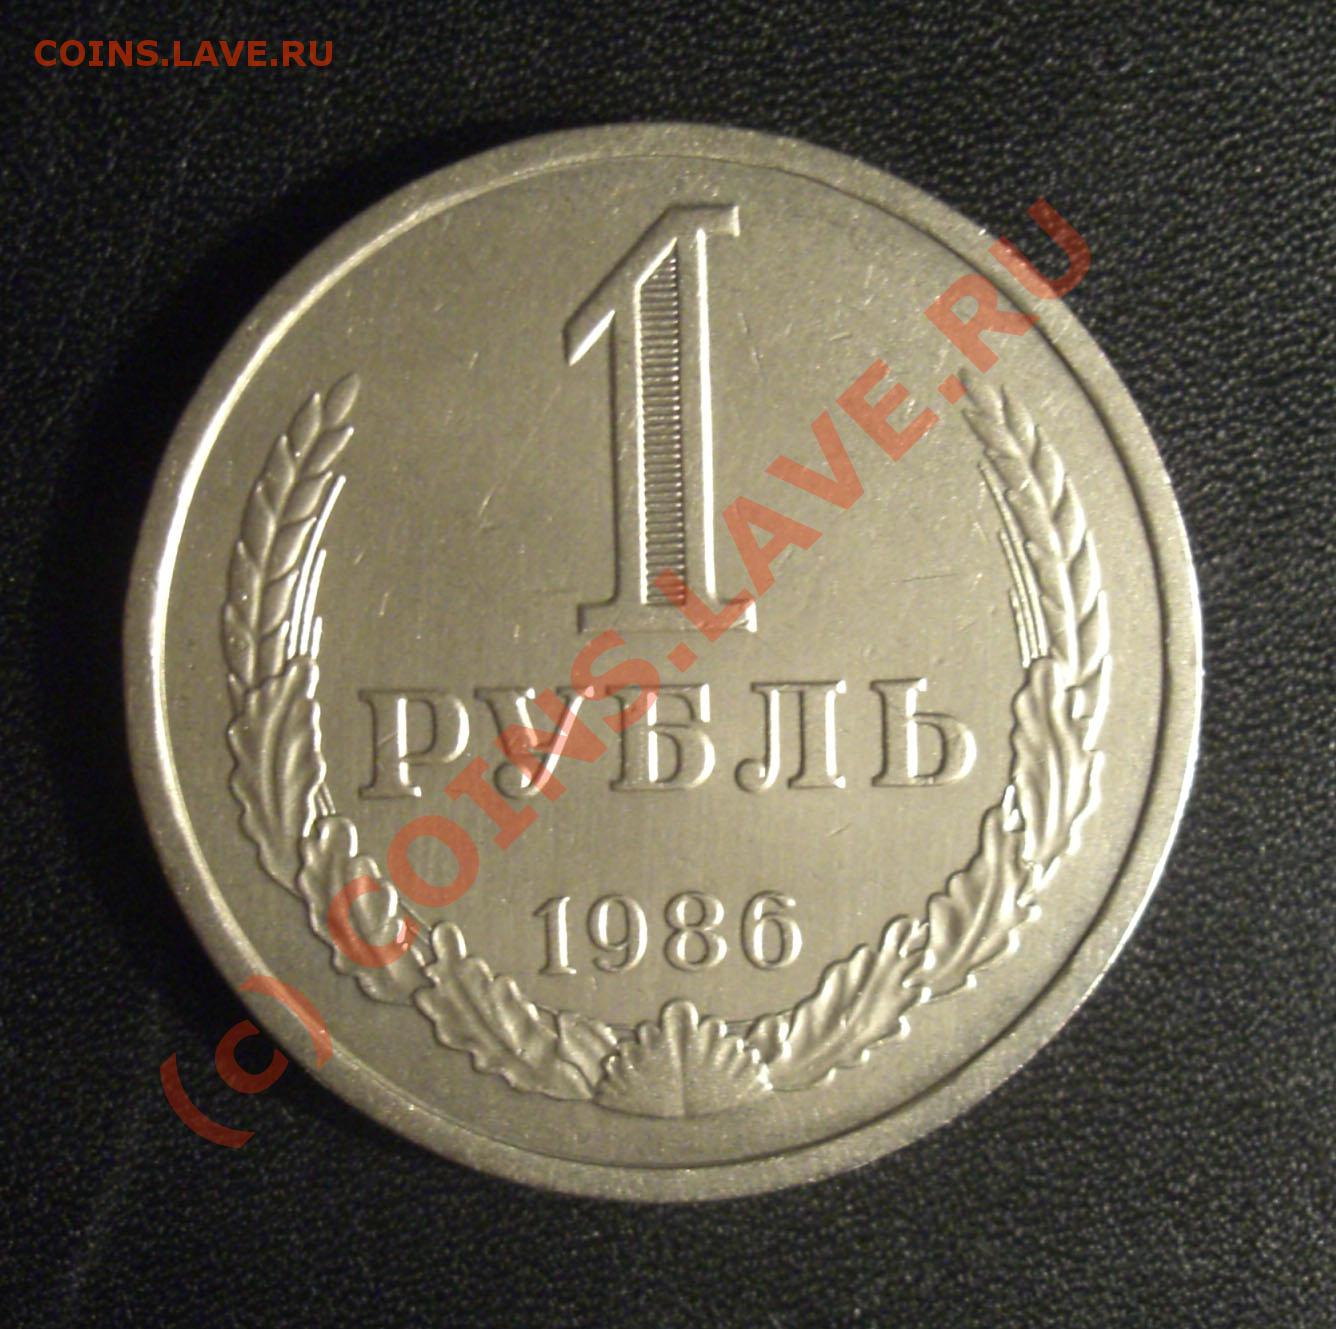 COINS.LAVE.RU
1
РУБЛЬ
1986
(c) COINS.LAVE.RU